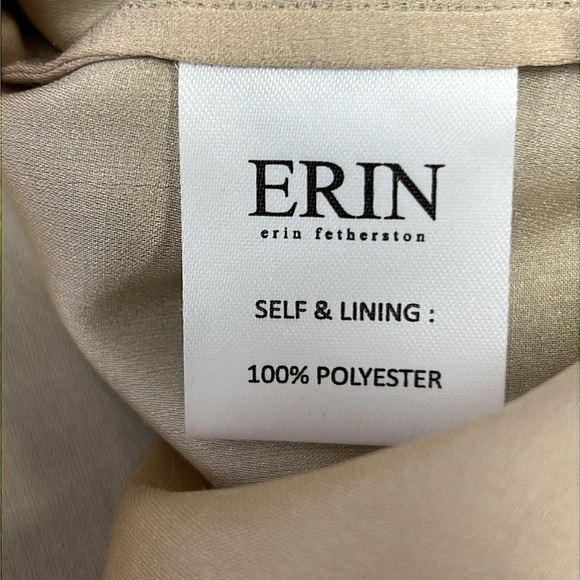 ERIN
erin fetherston
SELF & LINING :
100% POLYESTER